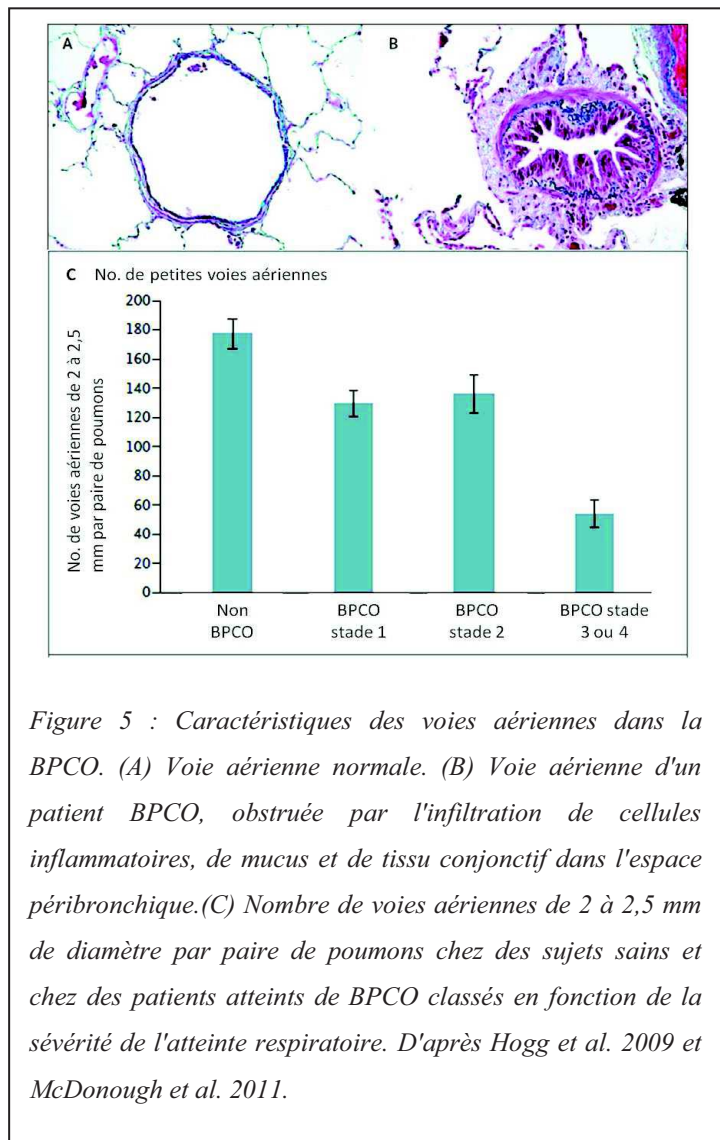 A
B
C No. de petites voies aériennes
No. de voies aériennes de 2 à 2,5
mm par paire de poumons
200
180
160
140
120
100
80
60
40
20
0
Non
BPCO
BPCO
stade 1
BPCO
stade 2
BPCO stade
3 ou 4
Figure 5 : Caractéristiques des voies aériennes dans la
BPCO. (A) Voie aérienne normale. (B) Voie aérienne d'un
patient BPCO, obstruée par l'infiltration de cellules
inflammatoires, de mucus et de tissu conjonctif dans l'espace
péribronchique.(C) Nombre de voies aériennes de 2 à 2,5 mm
de diamètre par paire de poumons chez des sujets sains et
chez des patients atteints de BPCO classés en fonction de la
sévérité de l'atteinte respiratoire. D'après Hogg et al. 2009 et
McDonough et al. 2011.